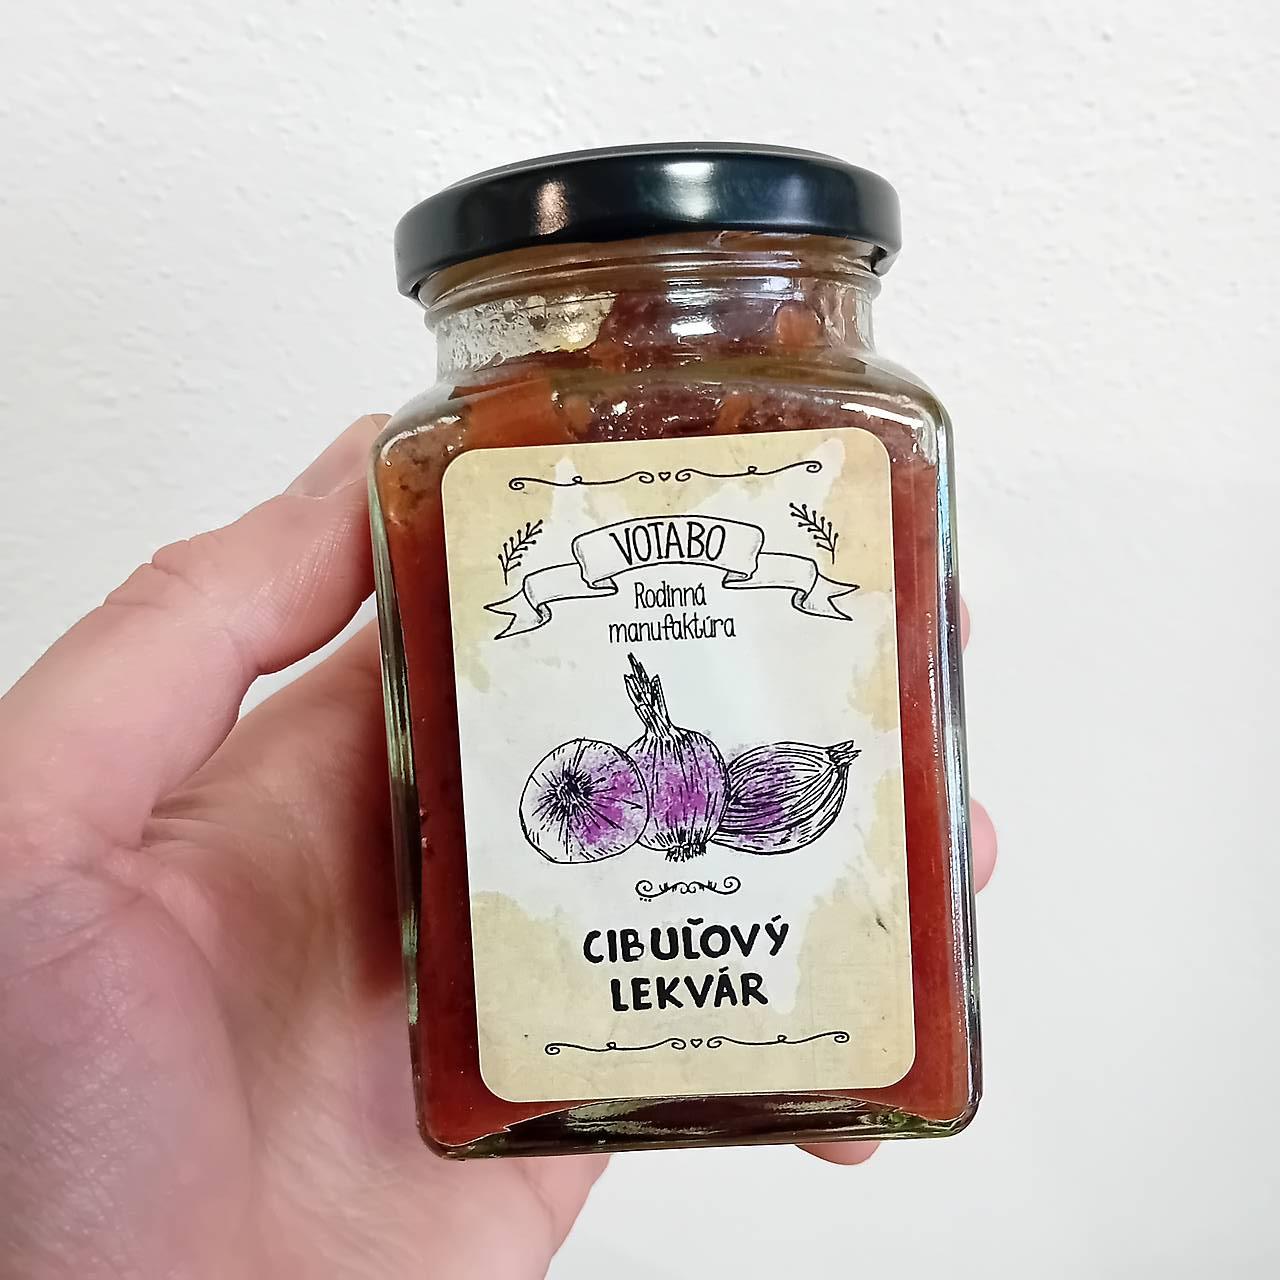 VOTABO
Rodinná
manufaktúra
CIBUĽOVÝ
LEKVÁR